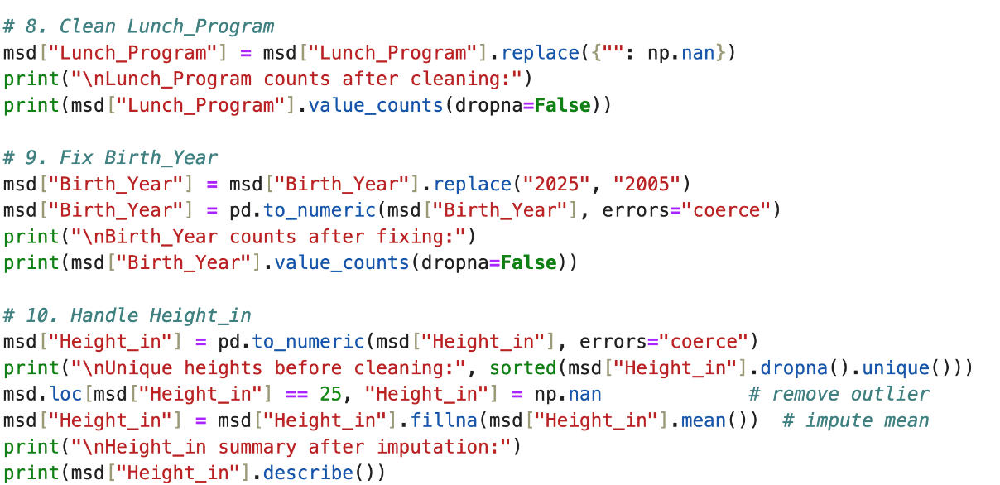 # 8. Clean Lunch_Program
msd["Lunch_Program"] = msd["Lunch_Program"].replace({"": np.nan})
print("\nLunch_Program counts after cleaning:")
print(msd["Lunch_Program"].value_counts(dropna=False))
# 9. Fix Birth_Year
msd["Birth_Year"] = msd["Birth_Year"].replace("2025", "2005")
msd["Birth_Year"] = pd.to_numeric(msd["Birth_Year"], errors="coerce")
print("\nBirth_Year counts after fixing:")
print(msd["Birth_Year"].value_counts(dropna=False))
# 10. Handle Height_in
msd["Height_in"] = pd.to_numeric(msd["Height_in"], errors="coerce")
print("\nUnique heights before cleaning:", sorted(msd["Height_in"].dropna().unique()))
msd.loc[msd["Height_in"] == 25, "Height_in"] = np.nan             # remove outlier
msd["Height_in"] = msd["Height_in"].fillna(msd["Height_in"].mean())  # impute mean
print("\nHeight_in summary after imputation:")
print(msd["Height_in"].describe())